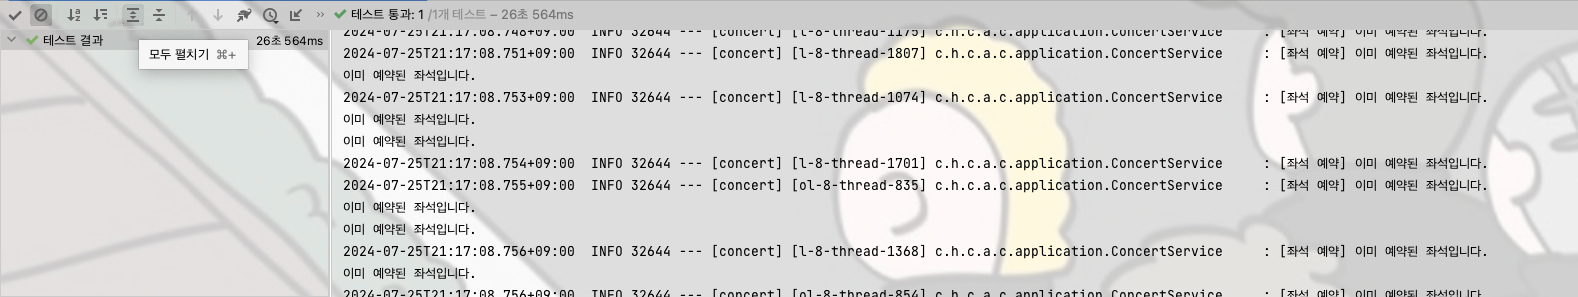 테스트 통과: 1 /1개 테스트 – 26초 564ms
테스트 결과 26초 564ms
모두 펼치기 ⌘+
2024-07-25T21:17:08.748+09:00 INFO 32644 --- [concert] [l-8-thread-1175] c.h.c.a.c.application.ConcertService : [좌석 예약] 이미 예약된 좌석입니다.
2024-07-25T21:17:08.751+09:00 INFO 32644 --- [concert] [l-8-thread-1807] c.h.c.a.c.application.ConcertService : [좌석 예약] 이미 예약된 좌석입니다.
이미 예약된 좌석입니다.
2024-07-25T21:17:08.753+09:00 INFO 32644 --- [concert] [l-8-thread-1074] c.h.c.a.c.application.ConcertService : [좌석 예약] 이미 예약된 좌석입니다.
이미 예약된 좌석입니다.
이미 예약된 좌석입니다.
2024-07-25T21:17:08.754+09:00 INFO 32644 --- [concert] [l-8-thread-1701] c.h.c.a.c.application.ConcertService : [좌석 예약] 이미 예약된 좌석입니다.
2024-07-25T21:17:08.755+09:00 INFO 32644 --- [concert] [ol-8-thread-835] c.h.c.a.c.application.ConcertService : [좌석 예약] 이미 예약된 좌석입니다.
이미 예약된 좌석입니다.
이미 예약된 좌석입니다.
2024-07-25T21:17:08.756+09:00 INFO 32644 --- [concert] [l-8-thread-1368] c.h.c.a.c.application.ConcertService : [좌석 예약] 이미 예약된 좌석입니다.
이미 예약된 좌석입니다.
2024-07-25T21:17:08.756+09:00 INFO 32644 --- [concert] [ol-8-thread-854] c.h.c.a.c.application.ConcertService : [좌석 예약] 이미 예약된 좌석입니다.